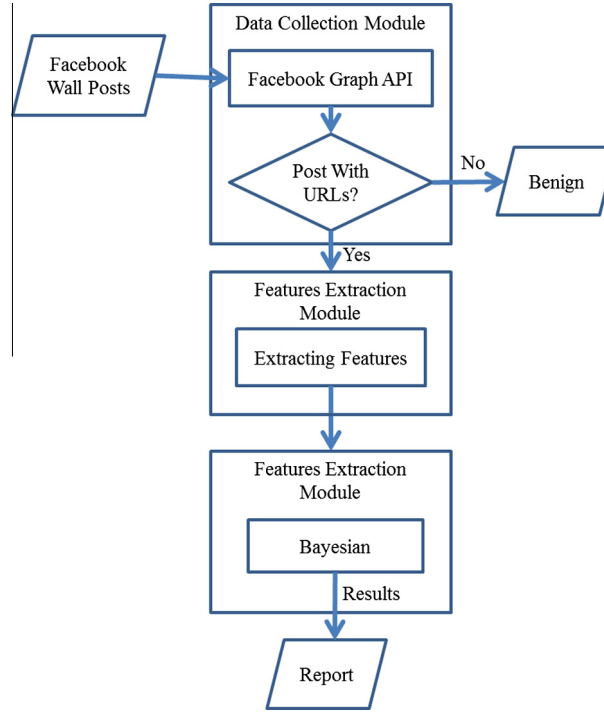 Data Collection Module
Facebook
Wall Posts
Facebook Graph API
Post With
URLs?
No
Benign
Yes
Features Extraction
Module
Extracting Features
Features Extraction
Module
Bayesian
Results
Report